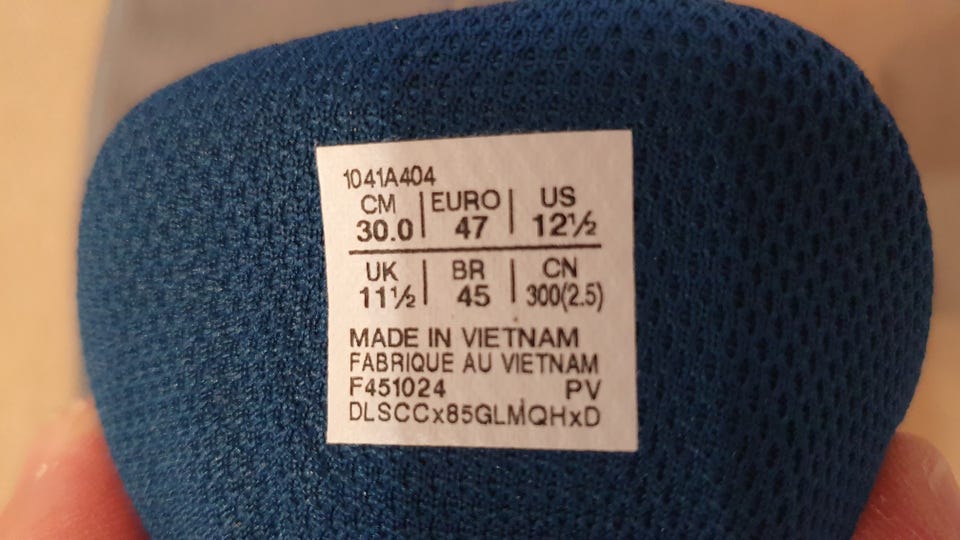 1041A404
CM | EURO | US
30.0 | 47 | 12½
UK | BR | CN
11½ | 45 | 300(2.5)
MADE IN VIETNAM
FABRIQUE AU VIETNAM
F451024 PV
DLSCCx85GLMQHxD